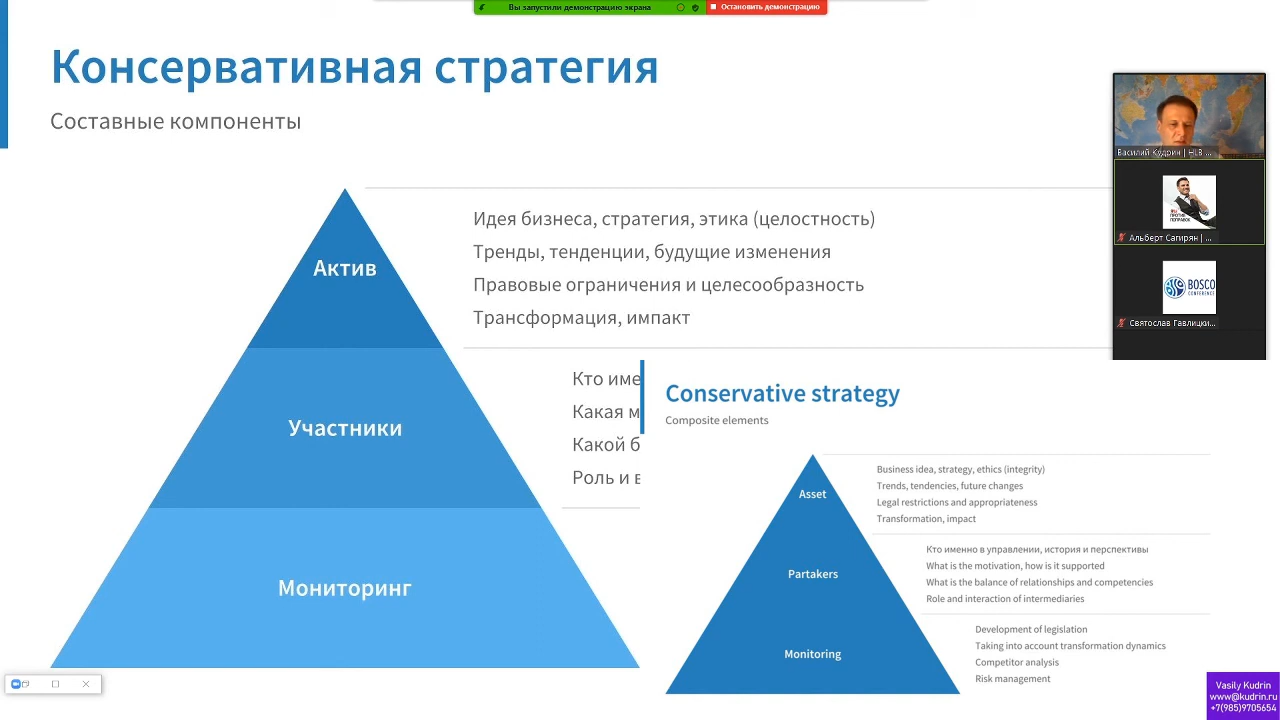 Вы запустили демонстрацию экрана
Остановить демонстрацию
Консервативная стратегия
Составные компоненты
Актив
Идея бизнеса, стратегия, этика (целостность)
Тренды, тенденции, будущие изменения
Правовые ограничения и целесообразность
Трансформация, импакт
Участники
Кто име
Какая м
Какой б
Роль и в
Мониторинг
Василий Кудрин | HLB ...
Альберт Сагирян | ...
BOSCO
CONFERENCE
Святослав Гавлицки...
Conservative strategy
Composite elements
Asset
Business idea, strategy, ethics (integrity)
Trends, tendencies, future changes
Legal restrictions and appropriateness
Transformation, impact
Partakers
Кто именно в управлении, история и перспективы
What is the motivation, how is it supported
What is the balance of relationships and competencies
Role and interaction of intermediaries
Monitoring
Development of legislation
Taking into account transformation dynamics
Competitor analysis
Risk management
Vasily Kudrin
www@kudrin.ru
+7(985)9705654